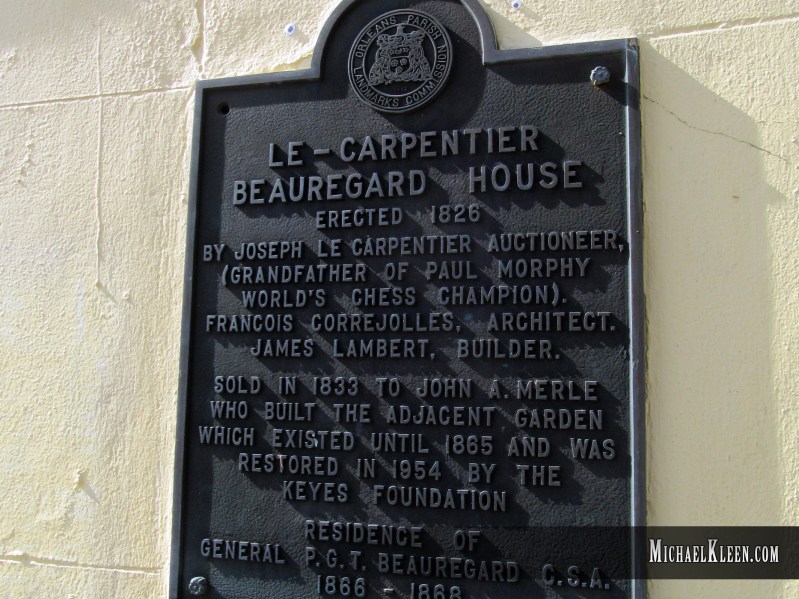 ORLEANS PARISH
LANDMARKS COMMISSION
LE-CARPENTIER
BEAUREGARD HOUSE
ERECTED 1826
BY JOSEPH LE CARPENTIER AUCTIONEER,
(GRANDFATHER OF PAUL MORPHY
WORLD'S CHESS CHAMPION).
FRANCOIS CORREJOLLES, ARCHITECT.
JAMES LAMBERT, BUILDER.
SOLD IN 1833 TO JOHN A. MERLE
WHO BUILT THE ADJACENT GARDEN
WHICH EXISTED UNTIL 1865 AND WAS
RESTORED IN 1954 BY THE
KEYES FOUNDATION
RESIDENCE OF
GENERAL P.G.T. BEAUREGARD C.S.A.
1866 - 1868
MICHAELKLEEN.COM